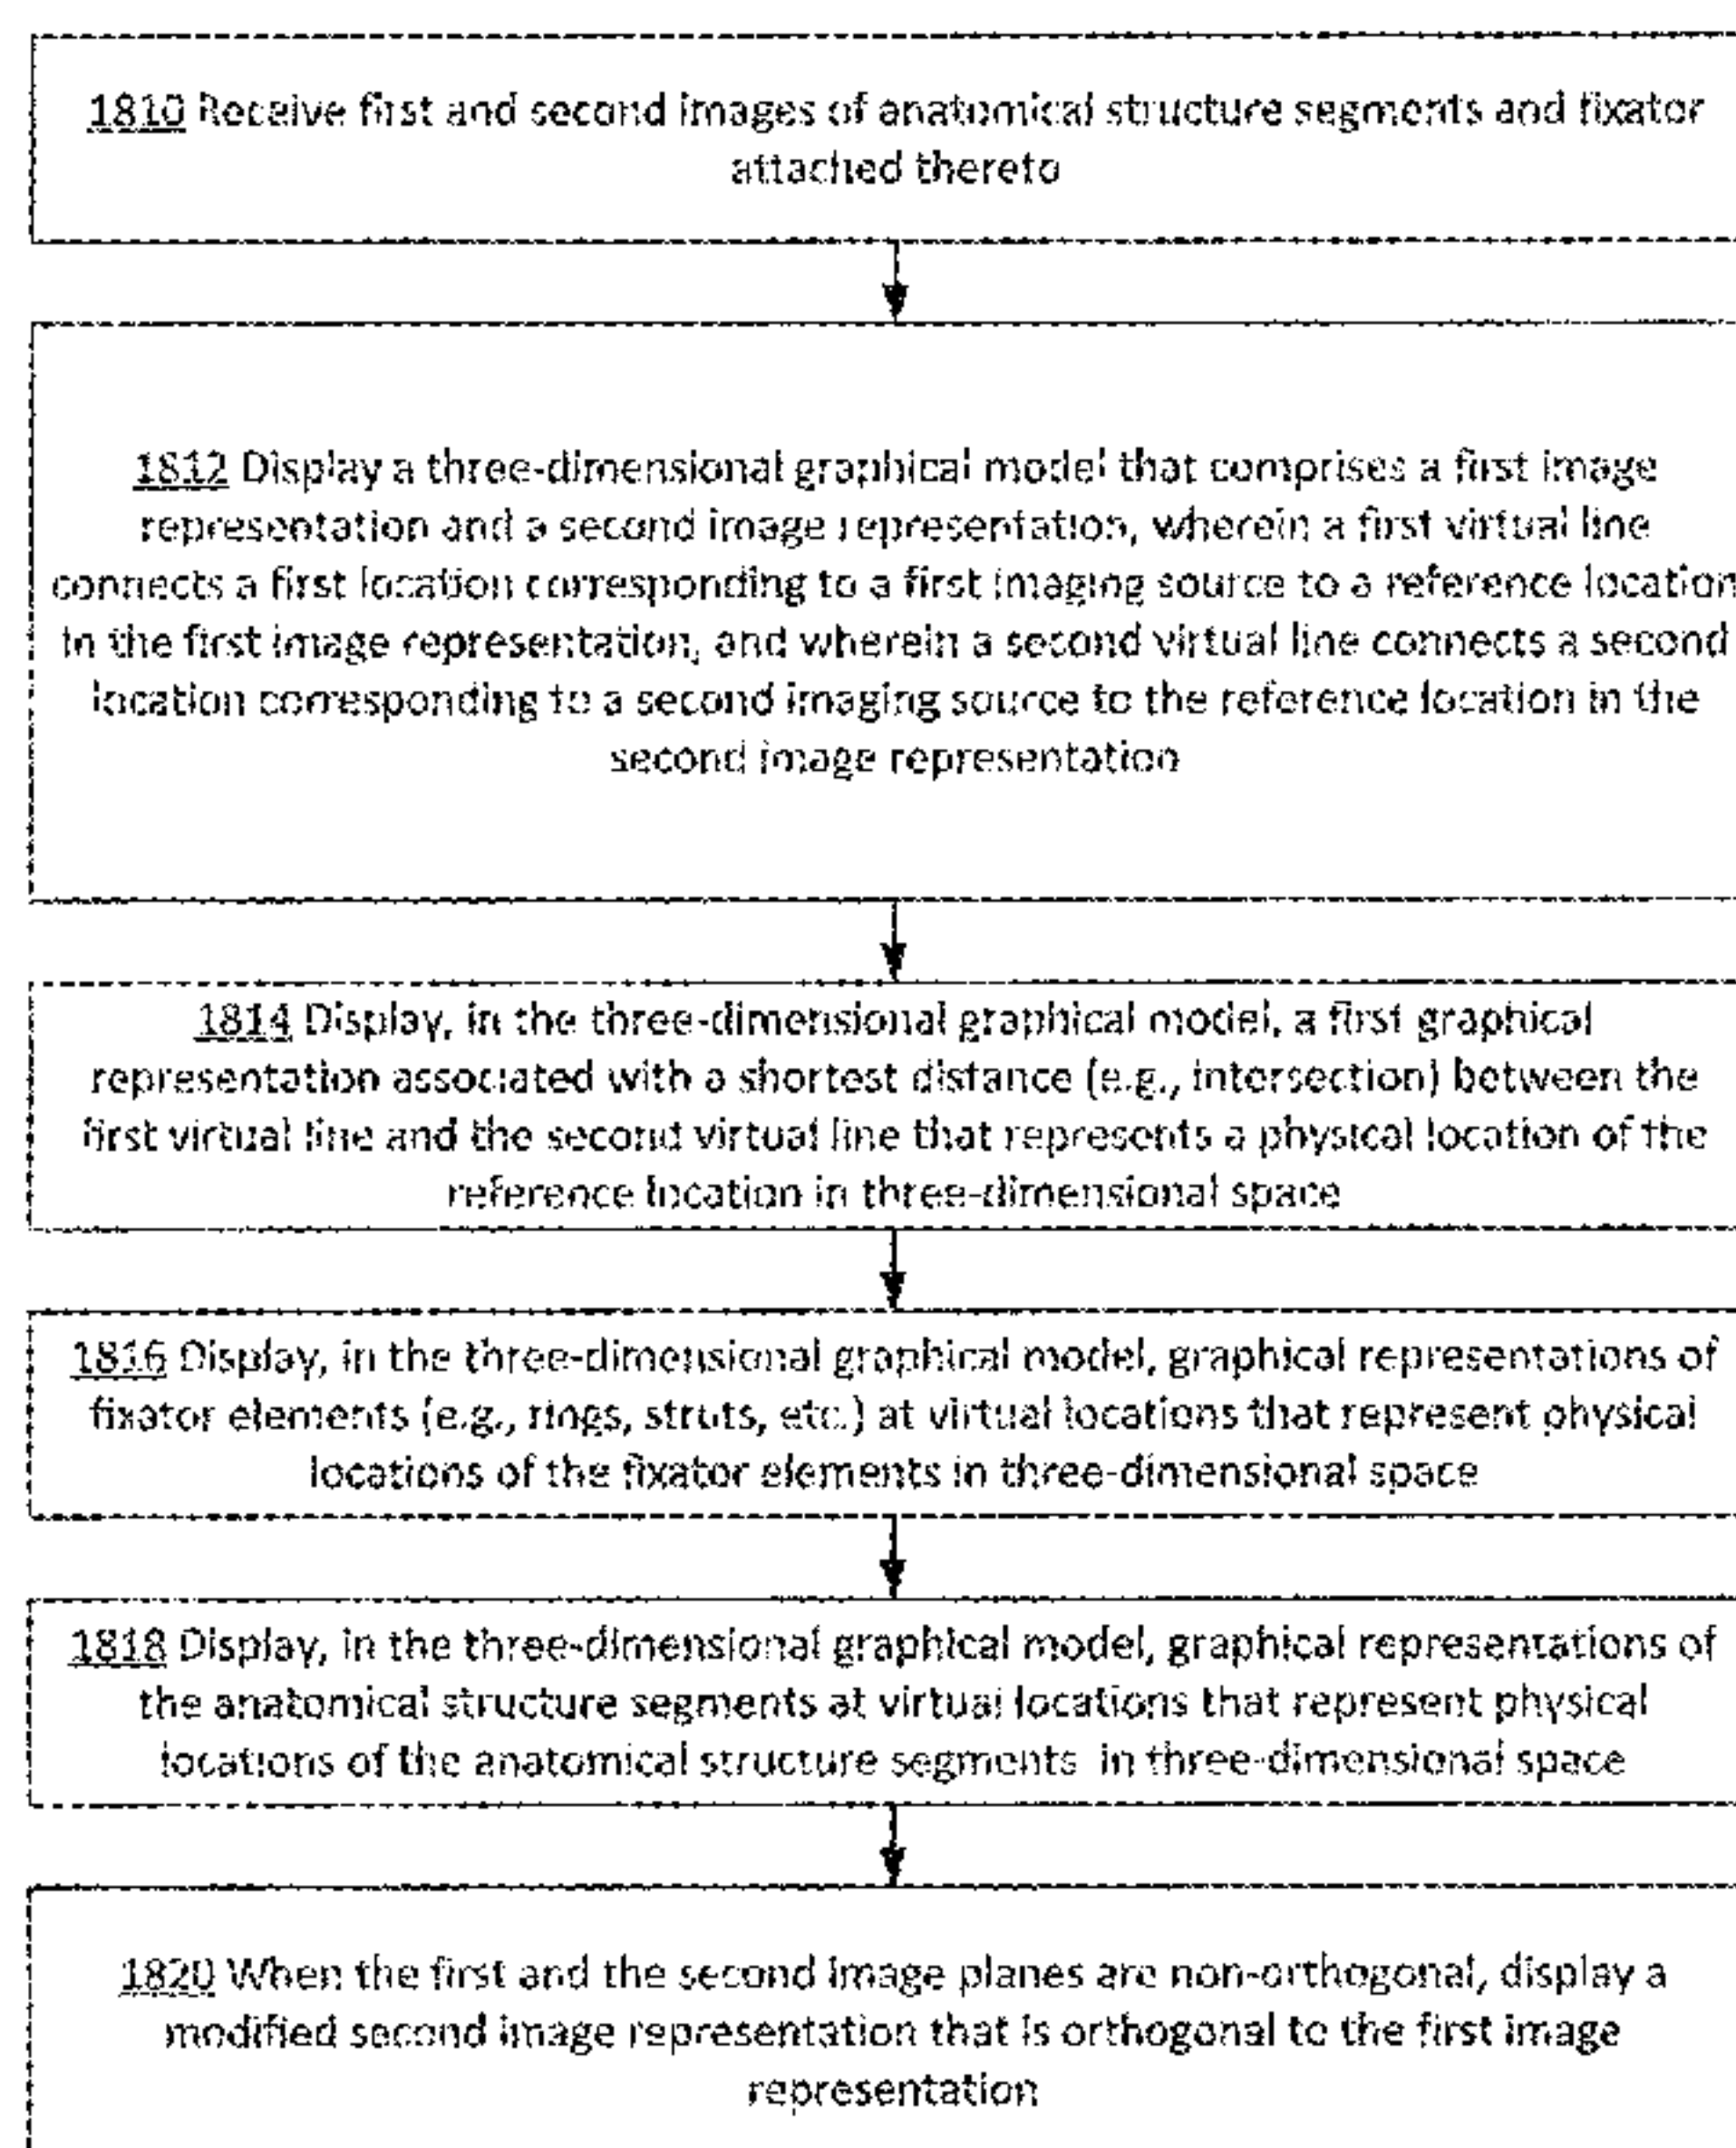 1810 Receive first and second images of anatomical structure segments and fixator
attached thereto
1812 Display a three-dimensional graphical model that comprises a first image
representation and a second image representation, wherein a first virtual line
connects a first location corresponding to a first imaging source to a reference location
in the first image representation, and wherein a second virtual line connects a second
location corresponding to a second imaging source to the reference location in the
second image representation
1814 Display, in the three-dimensional graphical model, a first graphical
representation associated with a shortest distance (e.g., intersection) between the
first virtual line and the second virtual line that represents a physical location of the
reference location in three-dimensional space
1816 Display, in the three-dimensional graphical model, graphical representations of
fixator elements (e.g., rings, struts, etc.) at virtual locations that represent physical
locations of the fixator elements in three-dimensional space
1818 Display, in the three-dimensional graphical model, graphical representations of
the anatomical structure segments at virtual locations that represent physical
locations of the anatomical structure segments in three-dimensional space
1820 When the first and the second image planes are non-orthogonal, display a
modified second image representation that is orthogonal to the first image
representation